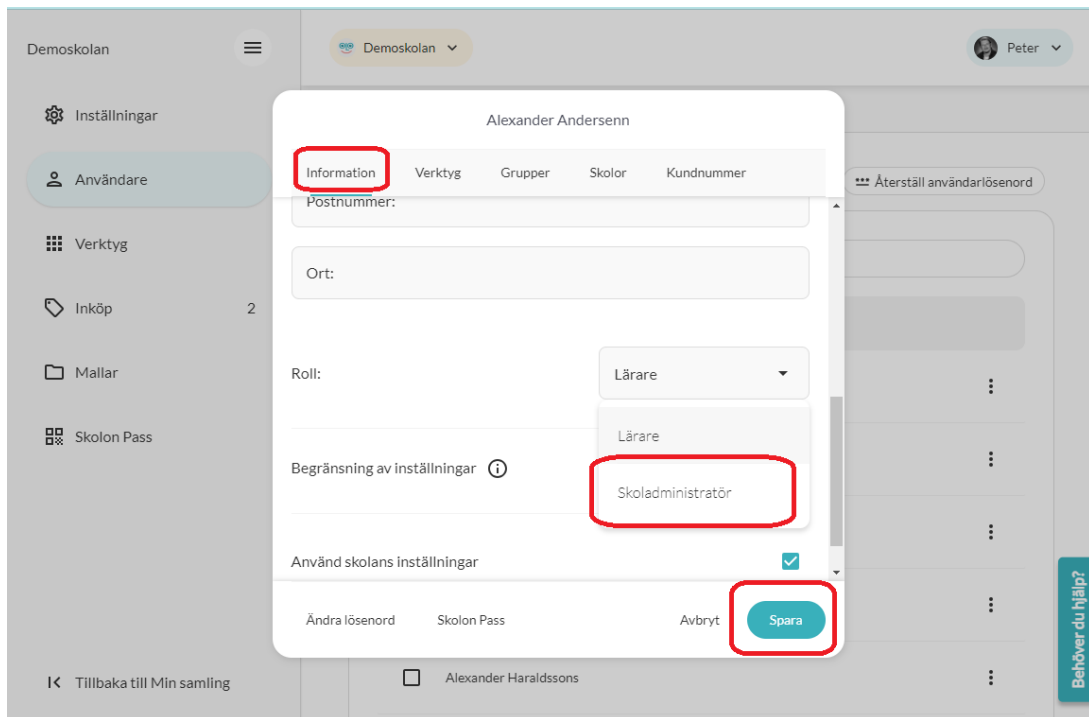 Demoskolan
Demoskolan
Peter
Inställningar
Användare
Verktyg
Inköp 2
Mallar
Skolon Pass
Tillbaka till Min samling
Återställ användarlösenord
Alexander Andersenn
Information Verktyg Grupper Skolor Kundnummer
Postnummer:
Ort:
Roll: Lärare
Lärare
Skoladministratör
Begränsning av inställningar
Använd skolans inställningar
Ändra lösenord Skolon Pass Avbryt Spara
Alexander Haraldssons
Behöver du hjälp?